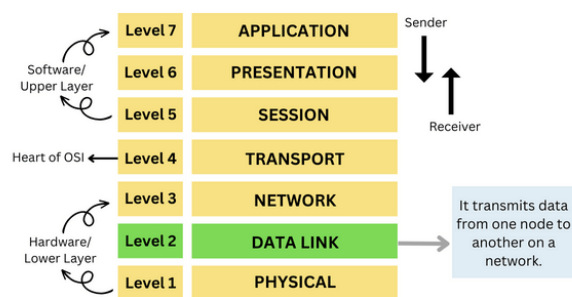 Level 7 APPLICATION
Sender
Software/
Upper Layer
Level 6 PRESENTATION
Level 5 SESSION
Receiver
Heart of OSI
Level 4 TRANSPORT
Level 3 NETWORK
Hardware/
Lower Layer
Level 2 DATA LINK
It transmits data
from one node to
another on a
network.
Level 1 PHYSICAL